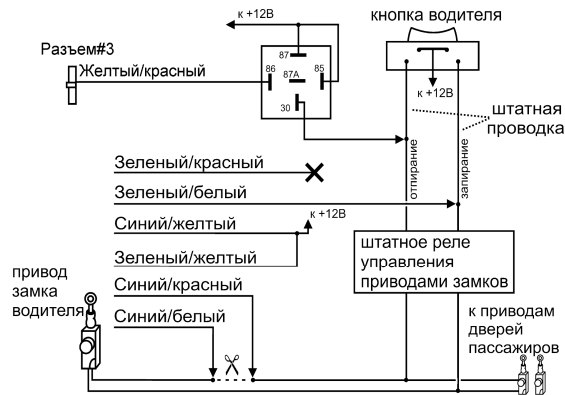 к +12В
кнопка водителя
Разъем#3
87
Желтый/красный
86
87А
85
30
к +12В
штатная
проводка
отпирание
запирание
Зеленый/красный
Зеленый/белый
Синий/желтый
к +12В
Зеленый/желтый
штатное реле
управления
приводами замков
привод
замка
водителя
Синий/красный
Синий/белый
к приводам
дверей
пассажиров